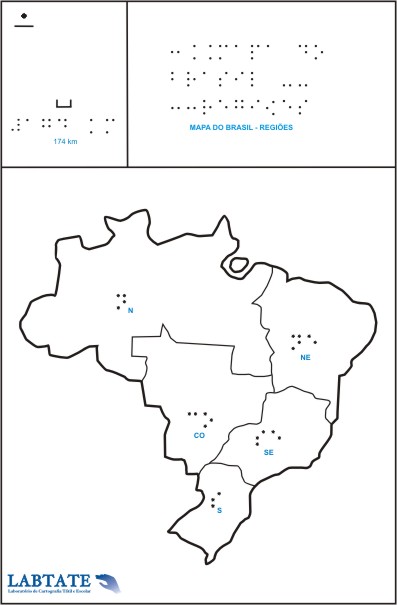 174 km
MAPA DO BRASIL - REGIÕES
N
NE
CO
SE
S
LABTATE
Laboratório de Cartografia Tátil e Escolar